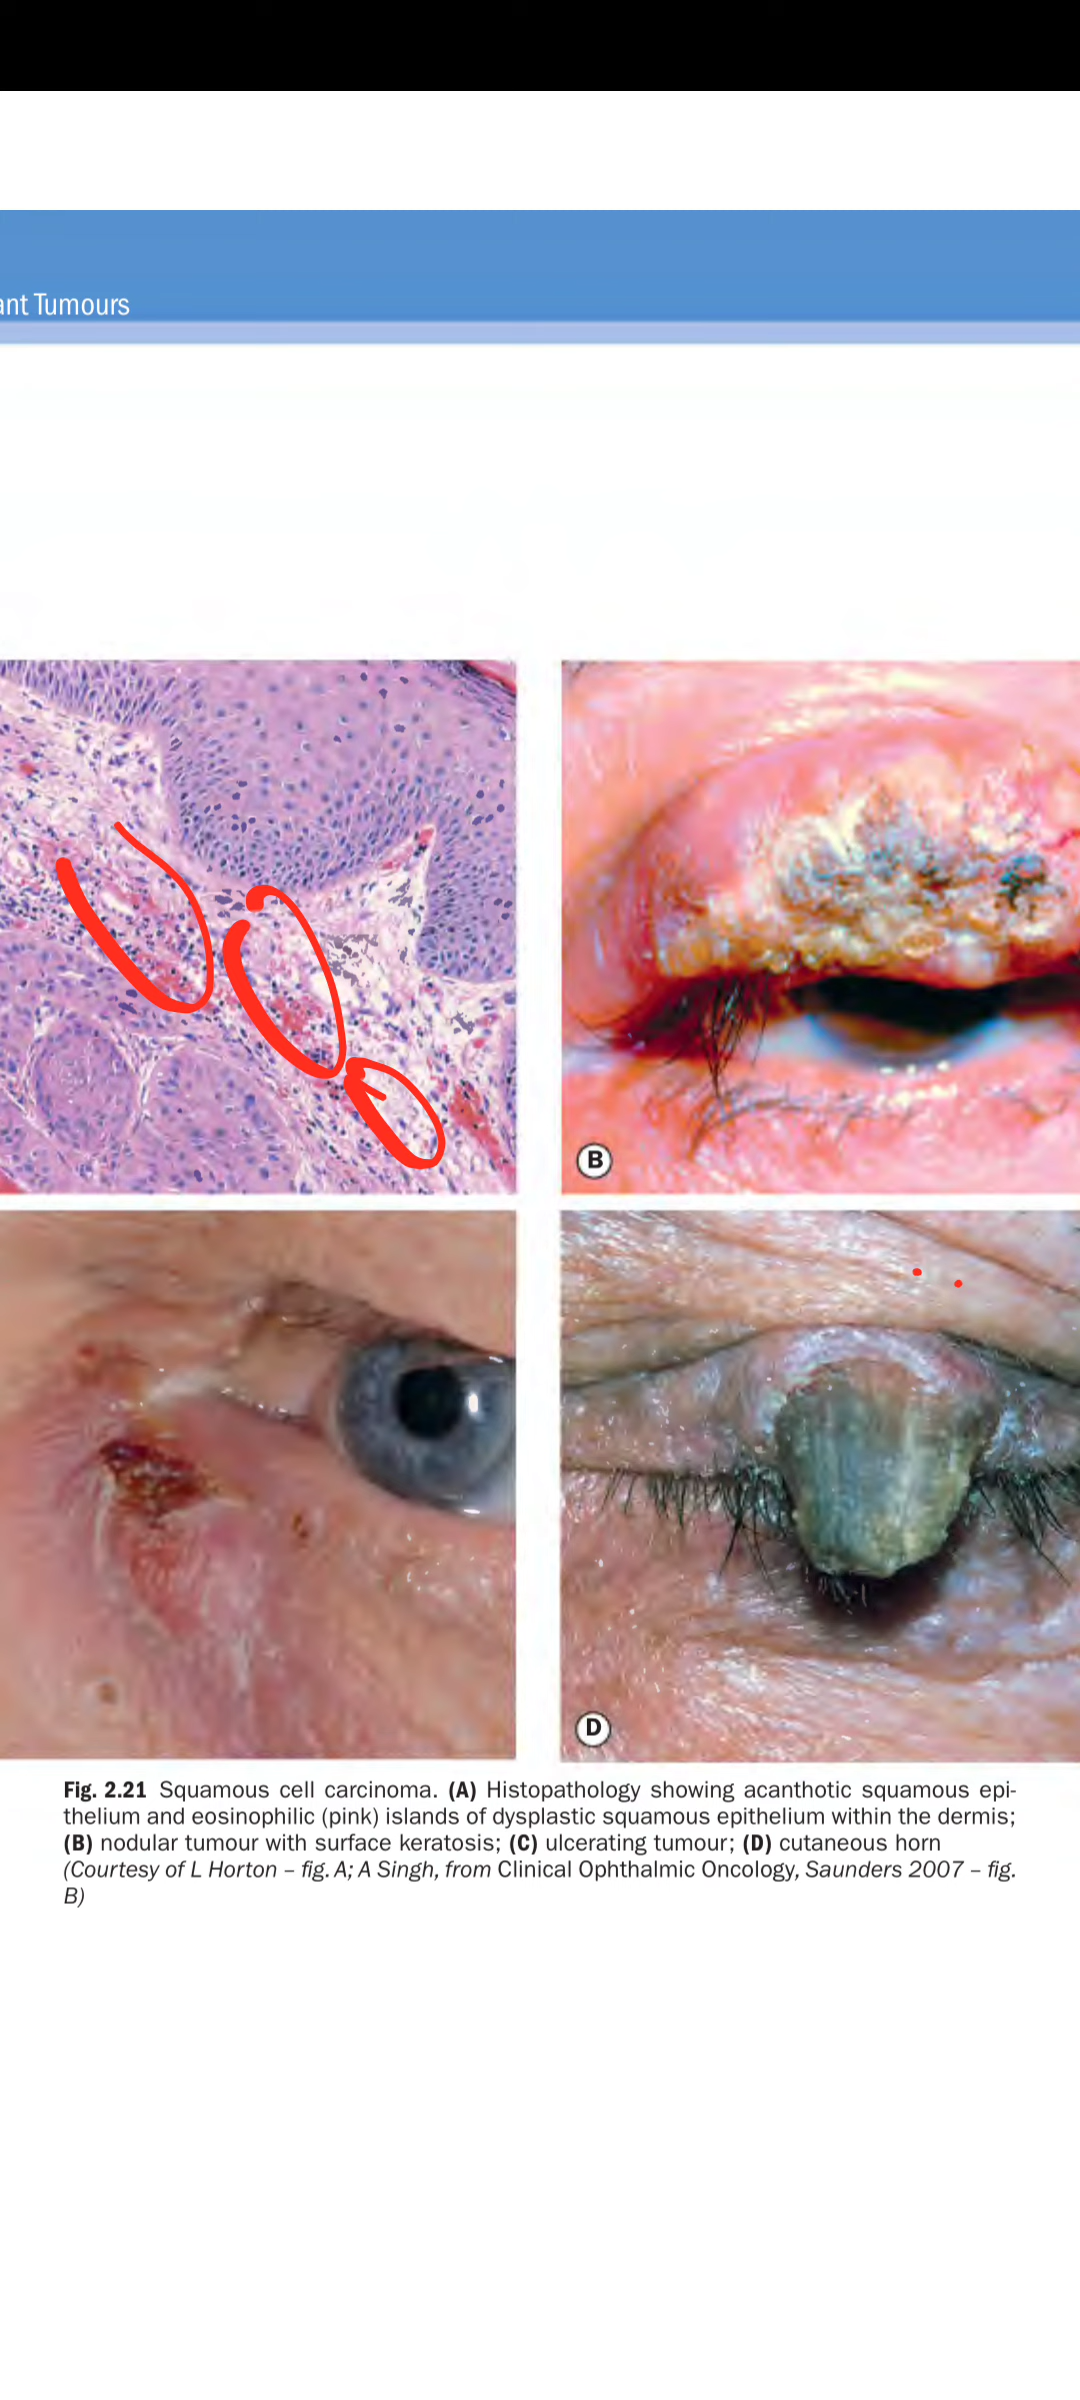 ant Tumours
B
D
Fig. 2.21 Squamous cell carcinoma. (A) Histopathology showing acanthotic squamous epi-
thelium and eosinophilic (pink) islands of dysplastic squamous epithelium within the dermis;
(B) nodular tumour with surface keratosis; (C) ulcerating tumour; (D) cutaneous horn
(Courtesy of L Horton – fig. A; A Singh, from Clinical Ophthalmic Oncology, Saunders 2007 – fig.
B)